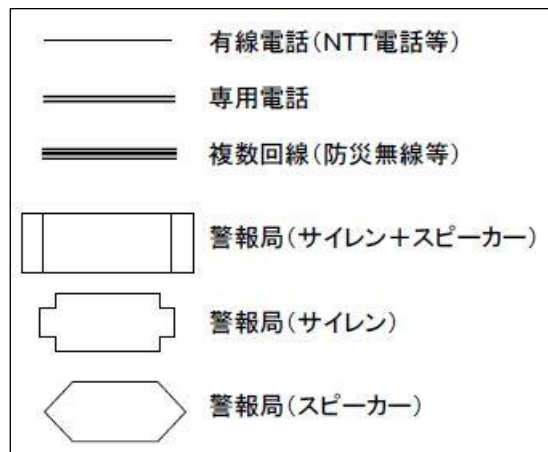 有線電話(NTT電話等)
専用電話
複数回線(防災無線等)
警報局(サイレン+スピーカー)
警報局(サイレン)
警報局(スピーカー)